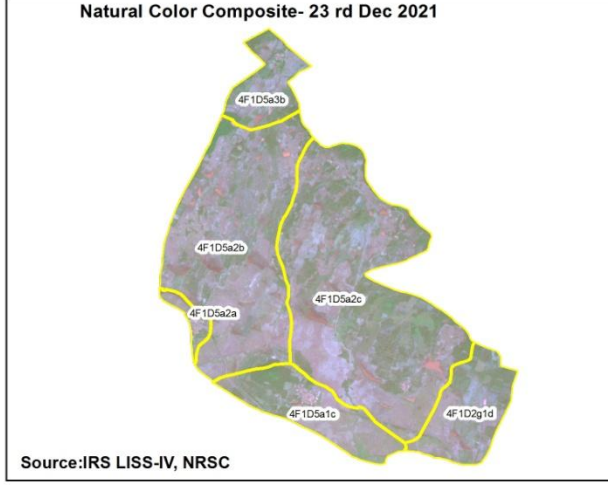 Natural Color Composite- 23 rd Dec 2021
4F1D5a3b
4F1D5a2b
4F1D5a2c
4F1D5a2a
4F1D5a1c
4F1D2g1d
Source:IRS LISS-IV, NRSC